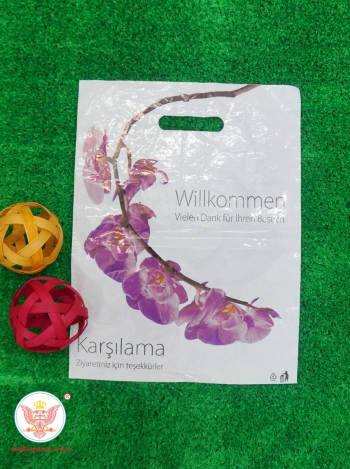 Willkommen
Vielen Dank für Ihren Besuch
Karşılama
Ziyaretiniz için teşekkürler